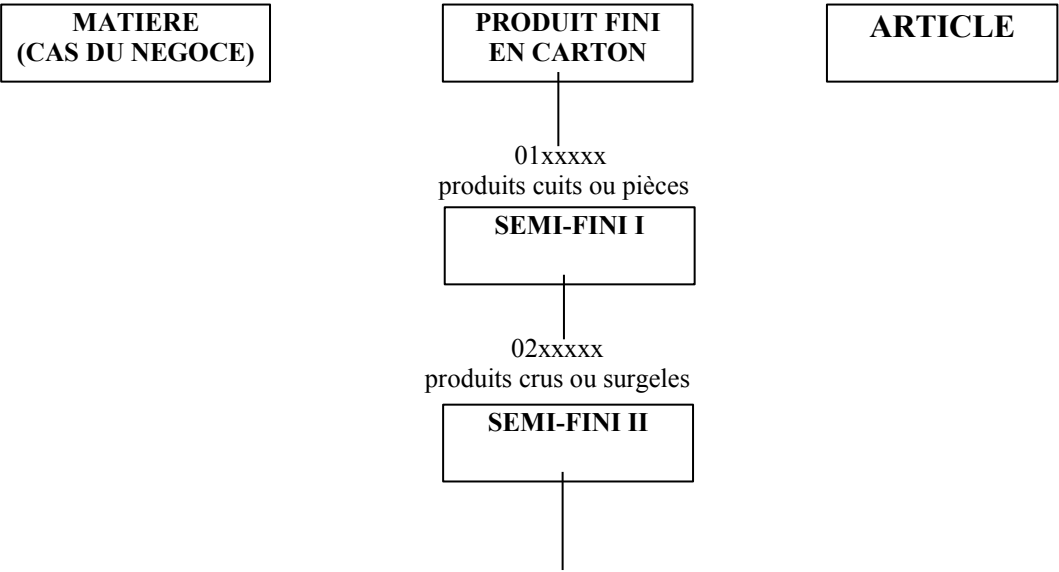 MATIERE
(CAS DU NEGOCE)
PRODUIT FINI
EN CARTON
ARTICLE
01xxxxx
produits cuits ou pièces
SEMI-FINI I
02xxxxx
produits crus ou surgeles
SEMI-FINI II